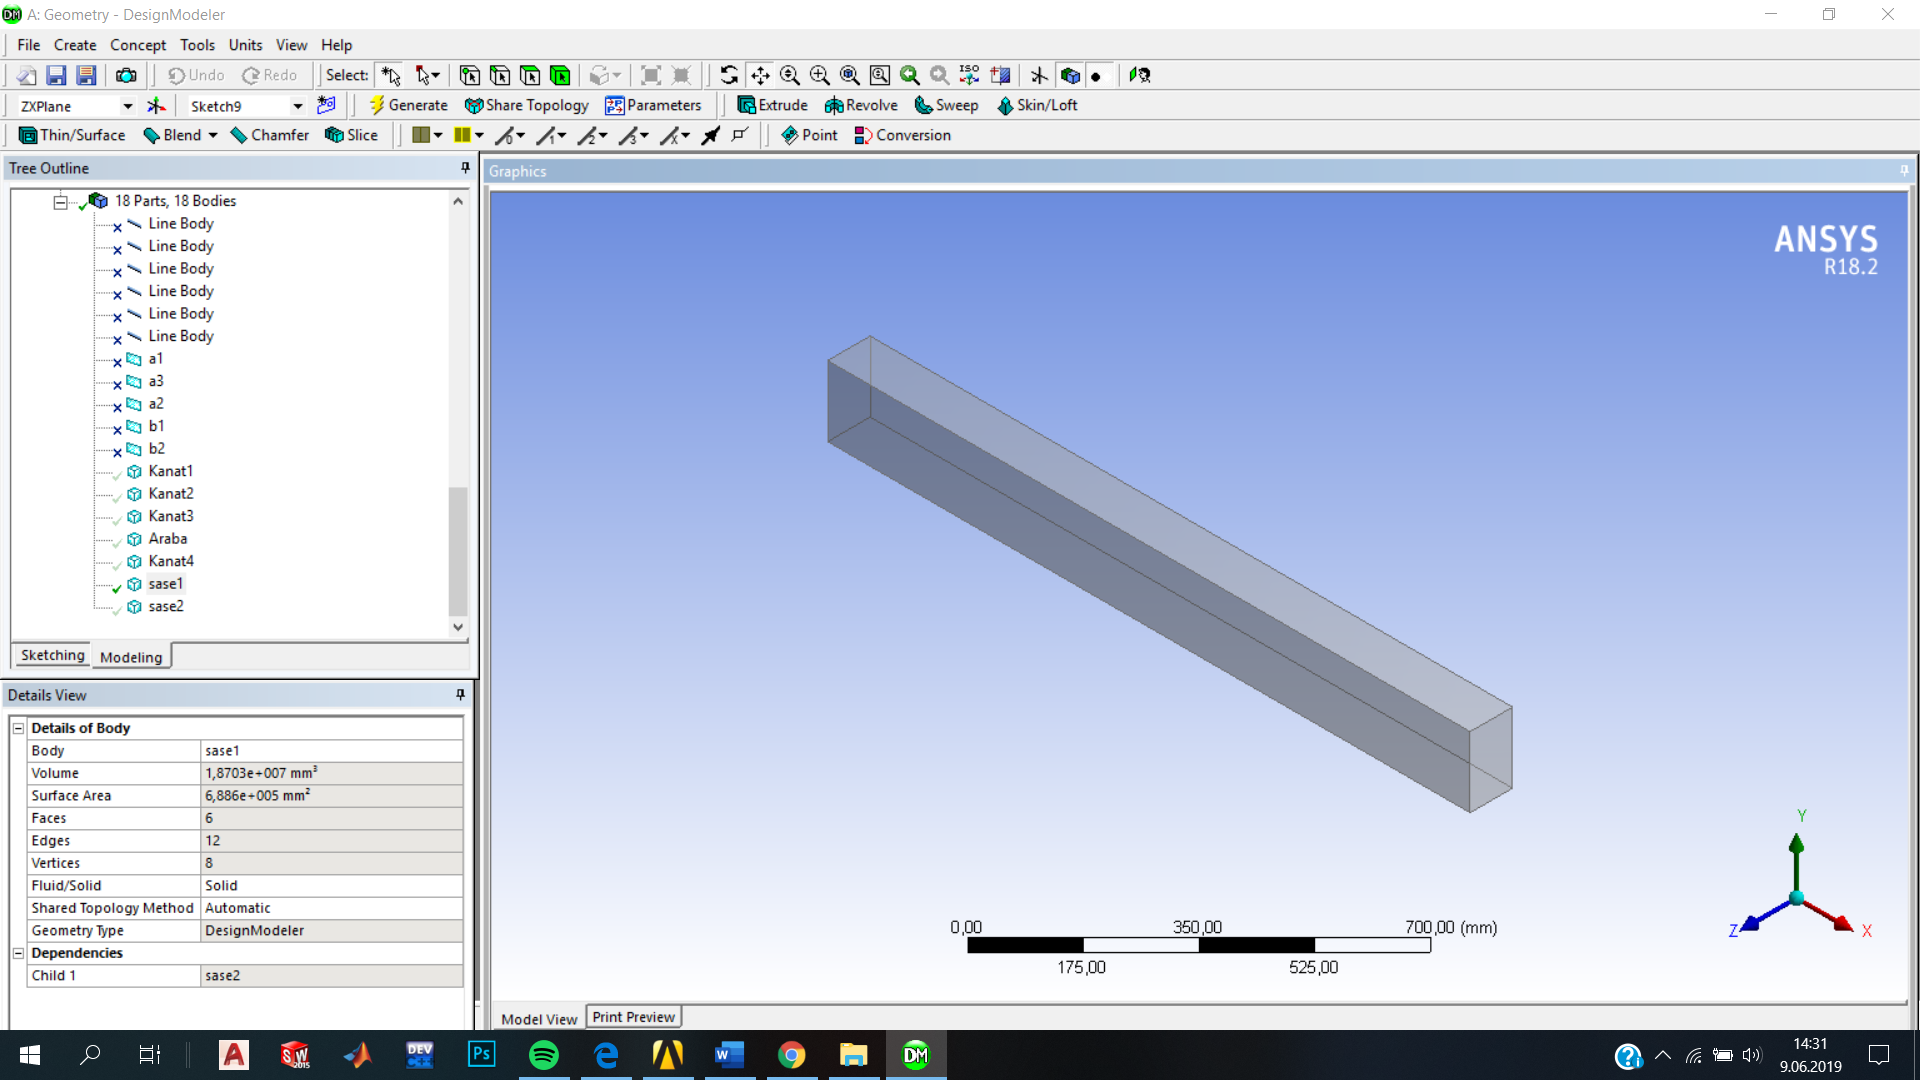 A: Geometry - DesignModeler
File Create Concept Tools Units View Help
Undo Redo Select:
ZXPlane Sketch9 Generate Share Topology Parameters Extrude Revolve Sweep Skin/Loft
Thin/Surface Blend Chamfer Slice Point Conversion
Tree Outline
18 Parts, 18 Bodies
Line Body
Line Body
Line Body
Line Body
Line Body
Line Body
a1
a3
a2
b1
b2
Kanat1
Kanat2
Kanat3
Araba
Kanat4
sase1
sase2
Sketching Modeling
Details View
Details of Body
Body sase1
Volume 1,8703e+007 mm³
Surface Area 6,886e+005 mm²
Faces 6
Edges 12
Vertices 8
Fluid/Solid Solid
Shared Topology Method Automatic
Geometry Type DesignModeler
Dependencies
Child 1 sase2
Graphics
ANSYS
R18.2
Y
Z X
0,00 350,00 700,00 (mm)
175,00 525,00
Model View Print Preview
14:31
9.06.2019